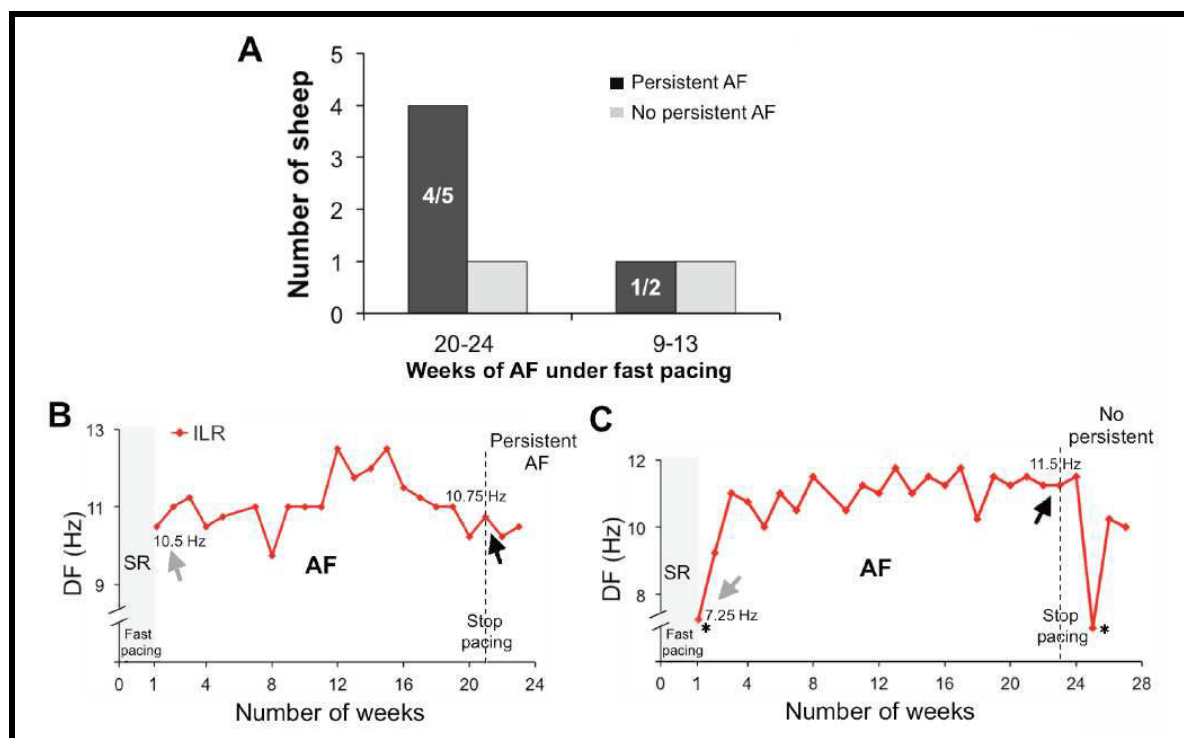 A
5
4
3
2
1
0
Number of sheep
Persistent AF
No persistent AF
4/5
1/2
20-24
9-13
Weeks of AF under fast pacing
B
13
11
9
DF (Hz)
ILR
Persistent
AF
10.75 Hz
10.5 Hz
SR
AF
Fast
pacing
Stop
pacing
0 1 4 8 12 16 20 24
Number of weeks
C
No
persistent
12
10
8
DF (Hz)
11.5 Hz
SR
AF
7.25 Hz
*
*
Fast
pacing
Stop
pacing
0 1 4 8 12 16 20 24 28
Number of weeks